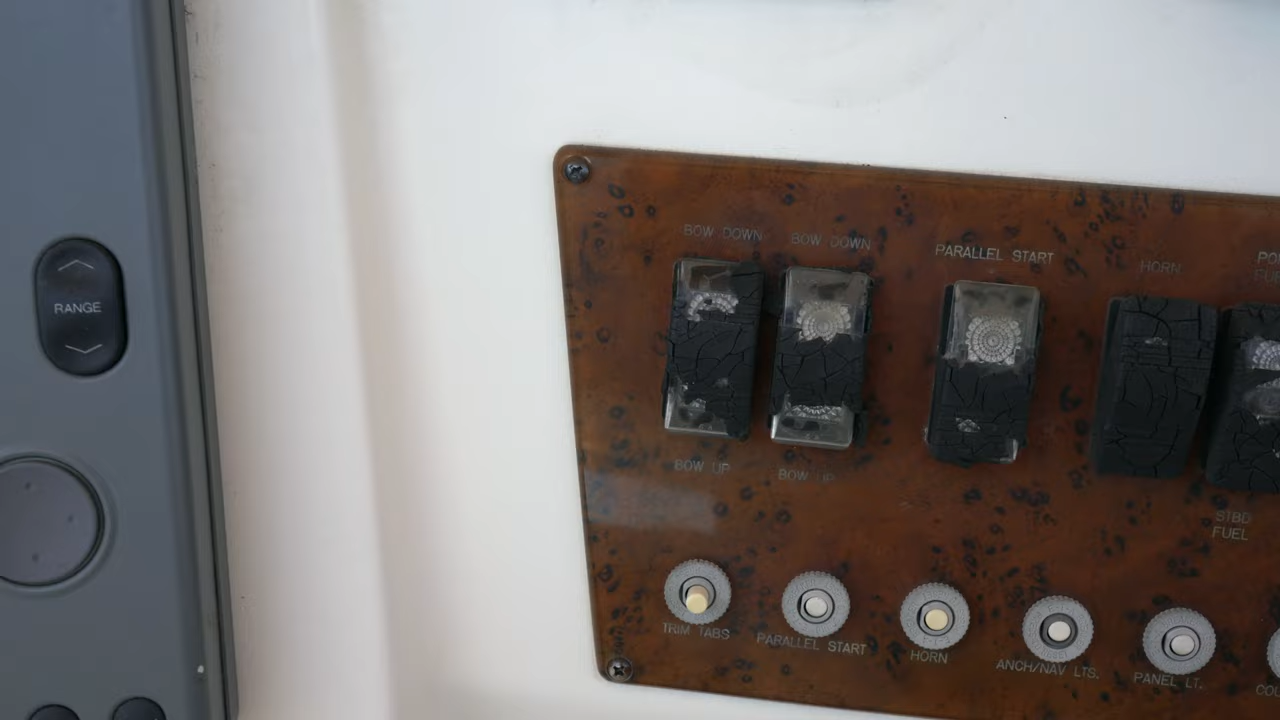 RANGE
BOW DOWN
BOW DOWN
PARALLEL START
HORN
BOW UP
BOW UP
STBD
FUEL
TRIM TABS
PARALLEL START
HORN
ANCH/NAV LTS.
PANEL LT.